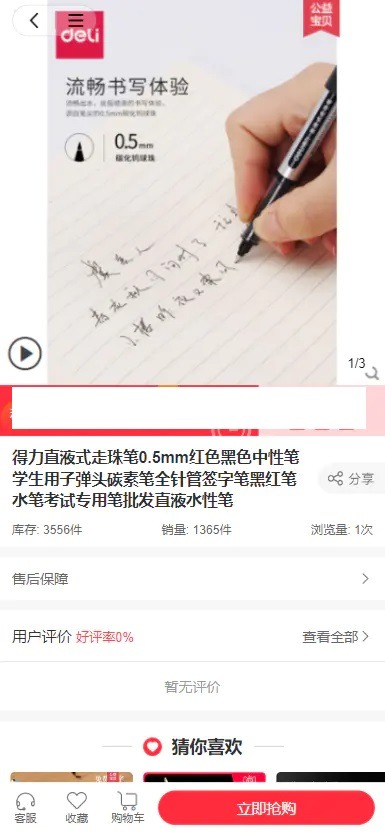 公益
宝贝
deli
流畅书写体验
0.5mm
碳化钨球珠
1/3
得力直液式走珠笔0.5mm红色黑色中性笔
学生用子弹头碳素笔全针管签字笔黑红笔
水笔考试专用笔批发直液水性笔
分享
库存: 3556件 销量: 1365件 浏览量: 1次
售后保障
用户评价 好评率0% 查看全部
暂无评价
猜你喜欢
客服 收藏 购物车 立即抢购